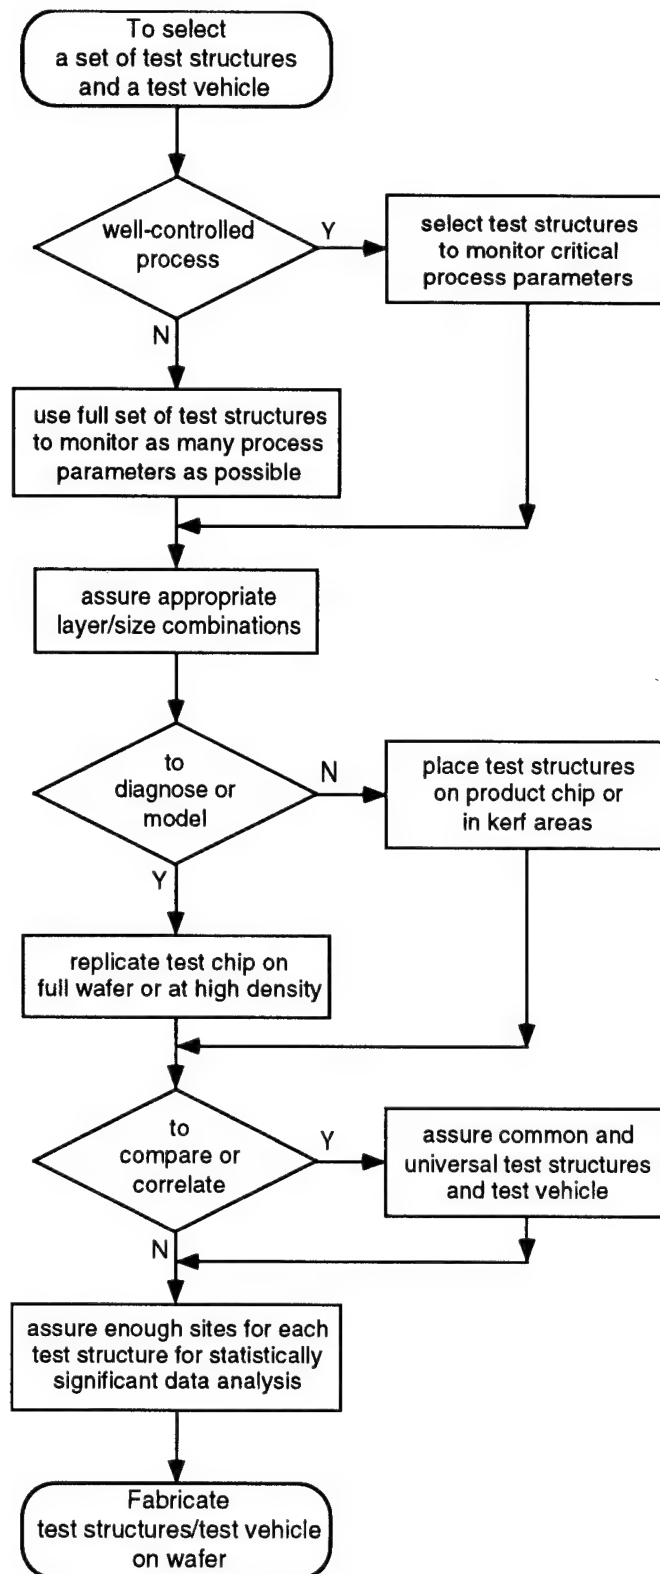 To select
a set of test structures
and a test vehicle
well-controlled
process
Y
select test structures
to monitor critical
process parameters
N
use full set of test structures
to monitor as many process
parameters as possible
assure appropriate
layer/size combinations
to
diagnose or
model
N
place test structures
on product chip or
in kerf areas
Y
replicate test chip on
full wafer or at high density
to
compare or
correlate
Y
assure common and
universal test structures
and test vehicle
N
assure enough sites for each
test structure for statistically
significant data analysis
Fabricate
test structures/test vehicle
on wafer